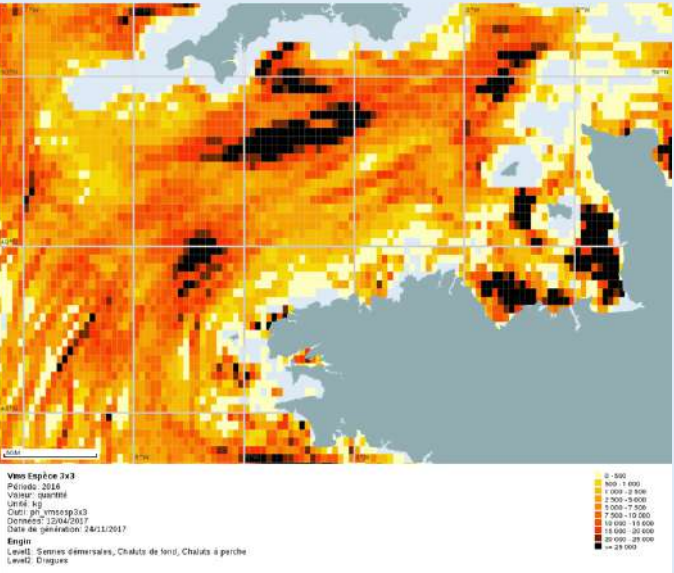 Vms Espèce 3x3
Période: 2016
Valeur: quantité
Unité: kg
Outil: pn_vmsesp3x3
Données: 12/04/2017
Date de génération: 24/11/2017
Engin
Level1: Sennes démersales, Chaluts de fond, Chaluts à perche
Level2: Dragues
0 - 500
500 - 1 000
1 000 - 2 500
2 500 - 5 000
5 000 - 7 500
7 500 - 10 000
10 000 - 15 000
15 000 - 20 000
20 000 - 25 000
>= 25 000